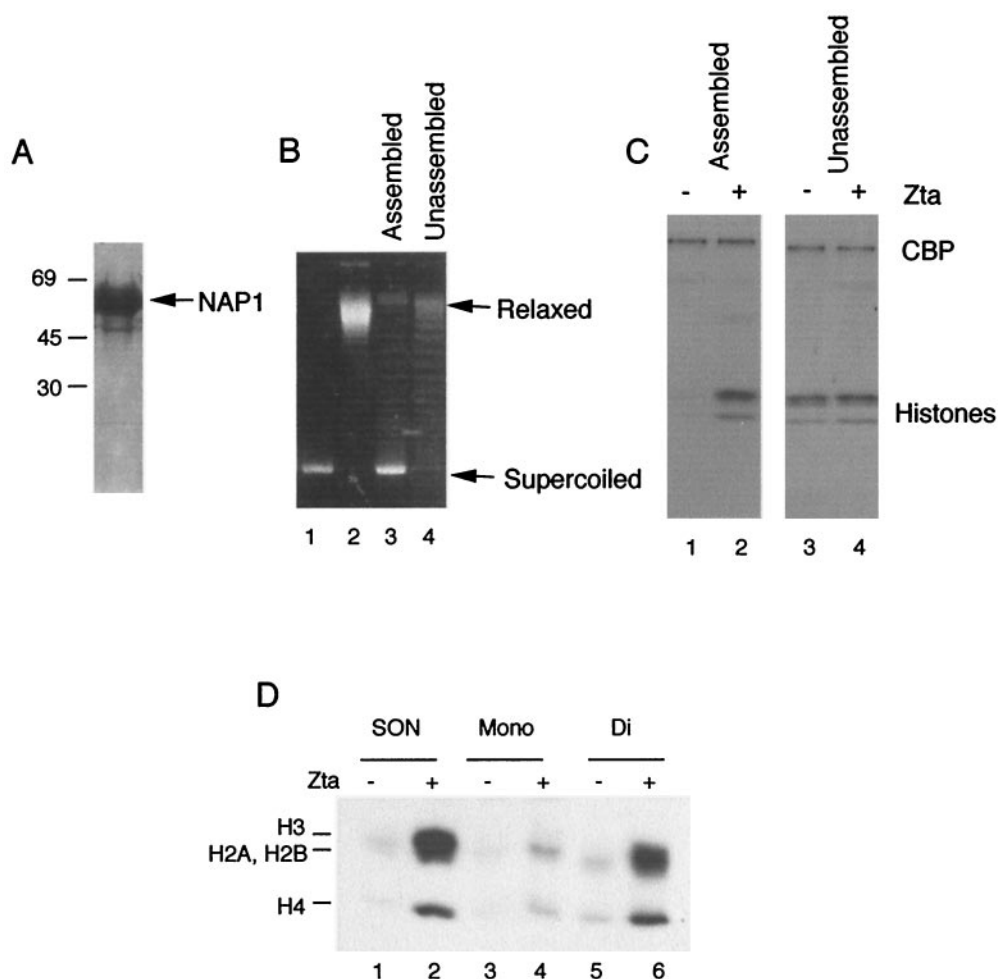 A
69
45
30
NAP1
B
Assembled
Unassembled
Relaxed
Supercoiled
1 2 3 4
C
Assembled
Unassembled
- + - + Zta
CBP
Histones
1 2 3 4
D
SON Mono Di
Zta - + - + - +
H3
H2A, H2B
H4
1 2 3 4 5 6